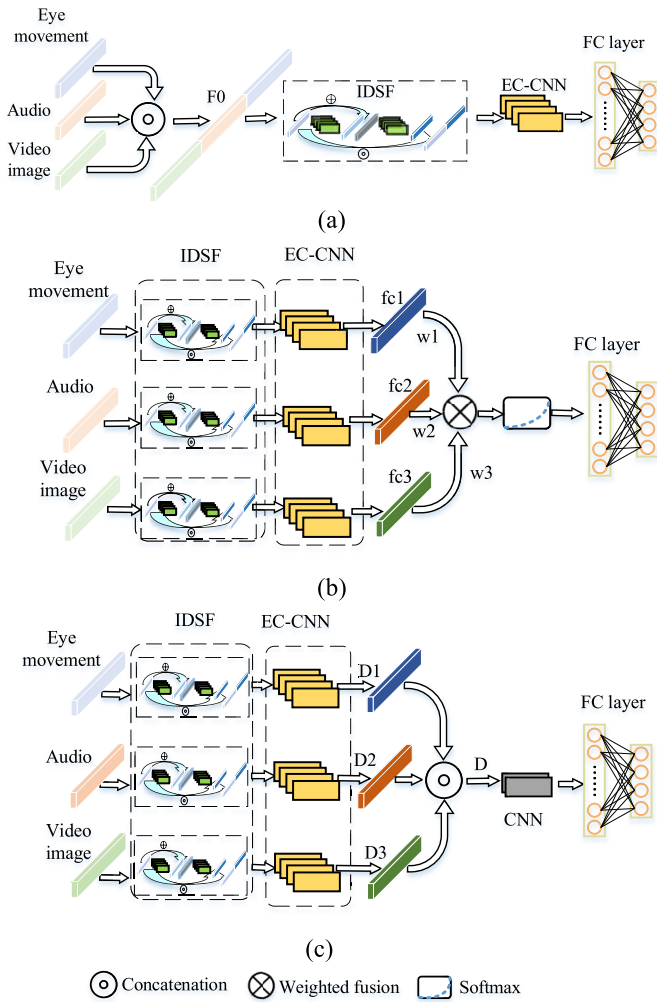 Eye
movement
Audio
Video
image
F0
IDSF
EC-CNN
FC layer
(a)
IDSF
EC-CNN
Eye
movement
Audio
Video
image
fc1
w1
fc2
w2
fc3
w3
FC layer
(b)
IDSF
EC-CNN
Eye
movement
Audio
Video
image
D1
D2
D3
D
CNN
FC layer
(c)
Concatenation
Weighted fusion
Softmax